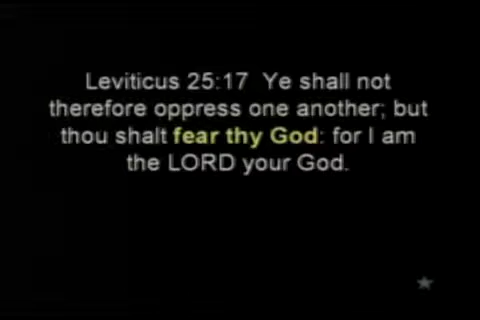 Leviticus 25:17  Ye shall not
therefore oppress one another; but
thou shalt fear thy God: for I am
the LORD your God.